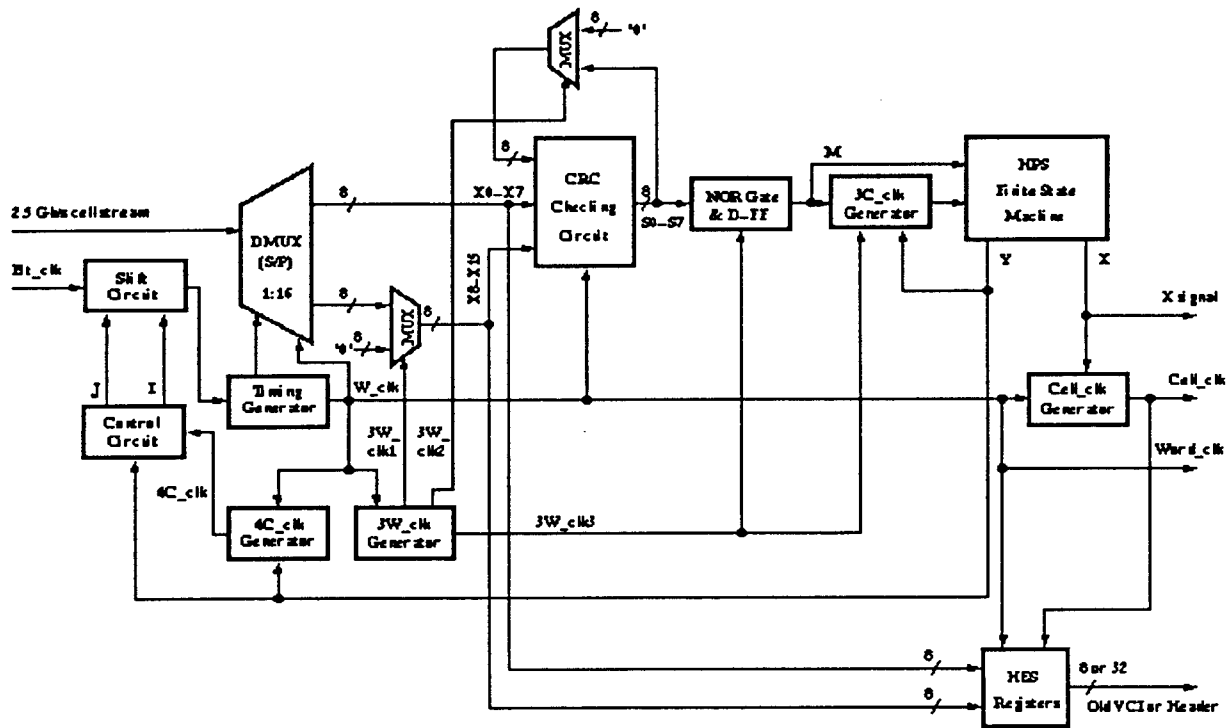 8
'0'
MUX
8
CRC
Checking
Circuit
8
S0-S7
NOR Gate
& D-FF
M
3C_clk
Generator
HPS
Finite State
Machine
Y
X
2.5 Gbit/s cell stream
Bit_clk
Shift
Circuit
DMUX
(S/P)
1:16
8
X0-X7
8
8
'0'
MUX
8
X8-X15
X signal
J
I
Timing
Generator
W_clk
Cell_clk
Generator
Cell_clk
Control
Circuit
3W_
clk1
3W_
clk2
Word_clk
4C_clk
4C_clk
Generator
3W_clk
Generator
3W_clk3
8
8
HES
Registers
8 or 32
Old VCI or Header